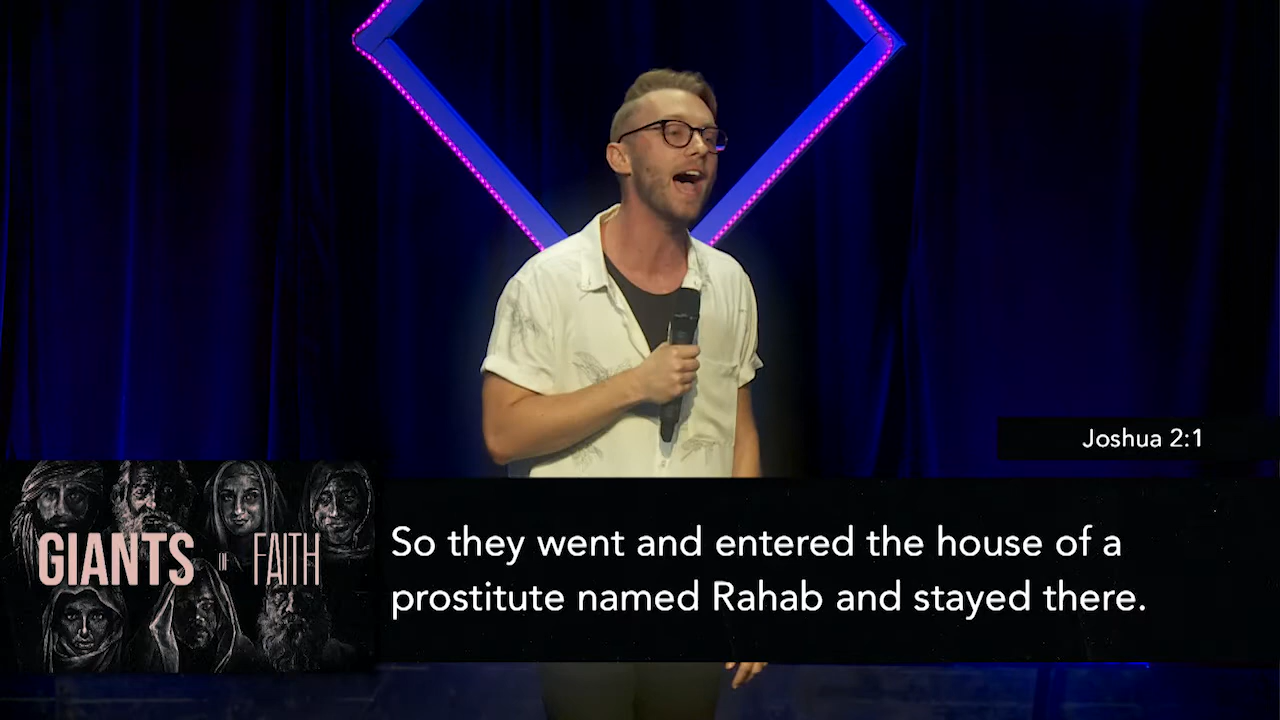 Joshua 2:1
GIANTS OF FAITH
So they went and entered the house of a
prostitute named Rahab and stayed there.